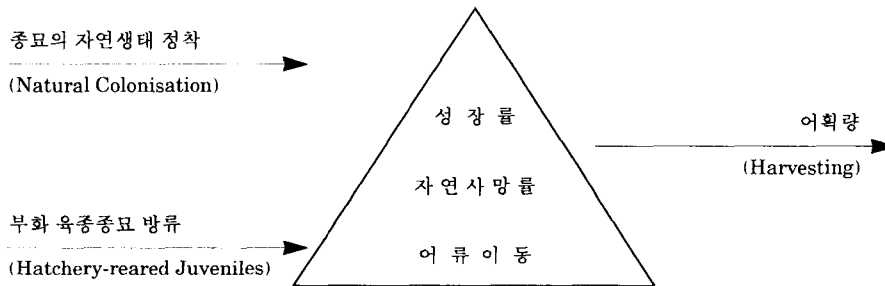 종묘의 자연생태 정착
(Natural Colonisation)
부화 육종종묘 방류
(Hatchery-reared Juveniles)
성 장 률
자연사망률
어 류 이 동
어획량
(Harvesting)